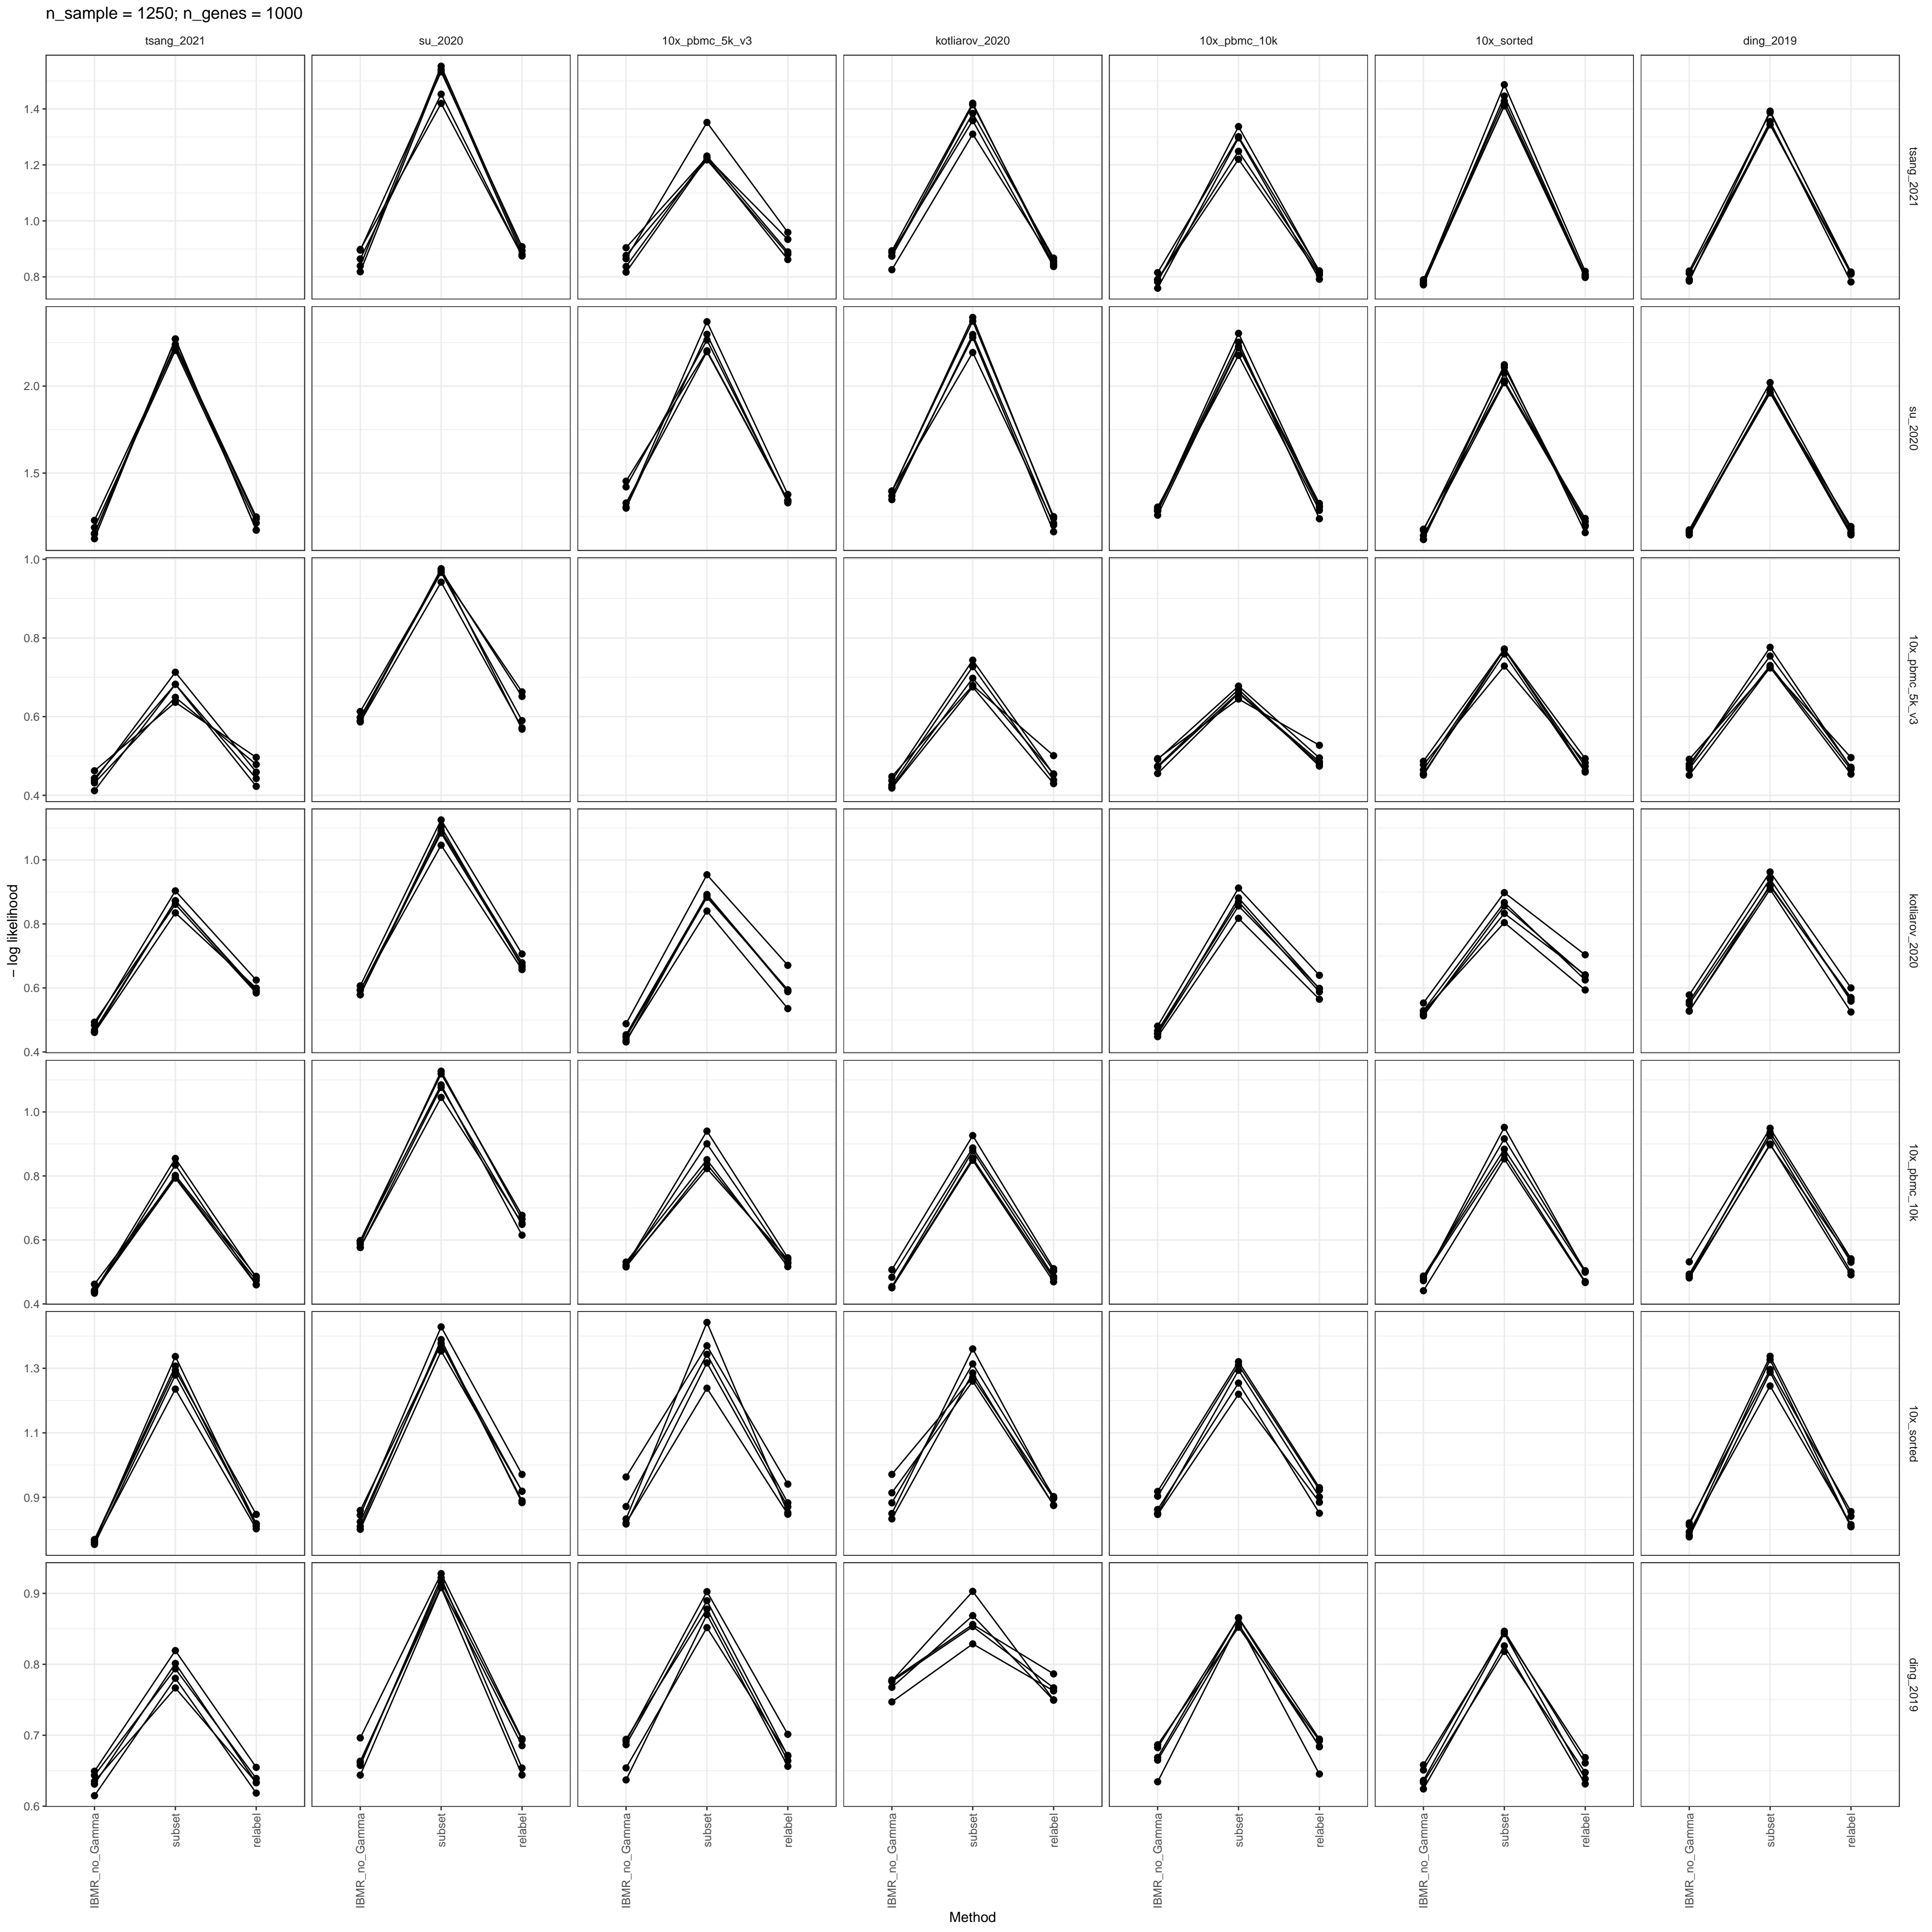 n_sample = 1250; n_genes = 1000
tsang_2021 su_2020 10x_pbmc_5k_v3 kotliarov_2020 10x_pbmc_10k 10x_sorted ding_2019
1.4
1.2
1.0
0.8
tsang_2021
2.0
1.5
su_2020
1.0
0.8
0.6
0.4
10x_pbmc_5k_v3
1.0
0.8
0.6
0.4
kotliarov_2020
− log likelihood
1.0
0.8
0.6
0.4
10x_pbmc_10k
1.3
1.1
0.9
10x_sorted
0.9
0.8
0.7
0.6
ding_2019
IBMR_no_Gamma subset relabel IBMR_no_Gamma subset relabel IBMR_no_Gamma subset relabel IBMR_no_Gamma subset relabel IBMR_no_Gamma subset relabel IBMR_no_Gamma subset relabel IBMR_no_Gamma subset relabel
Method